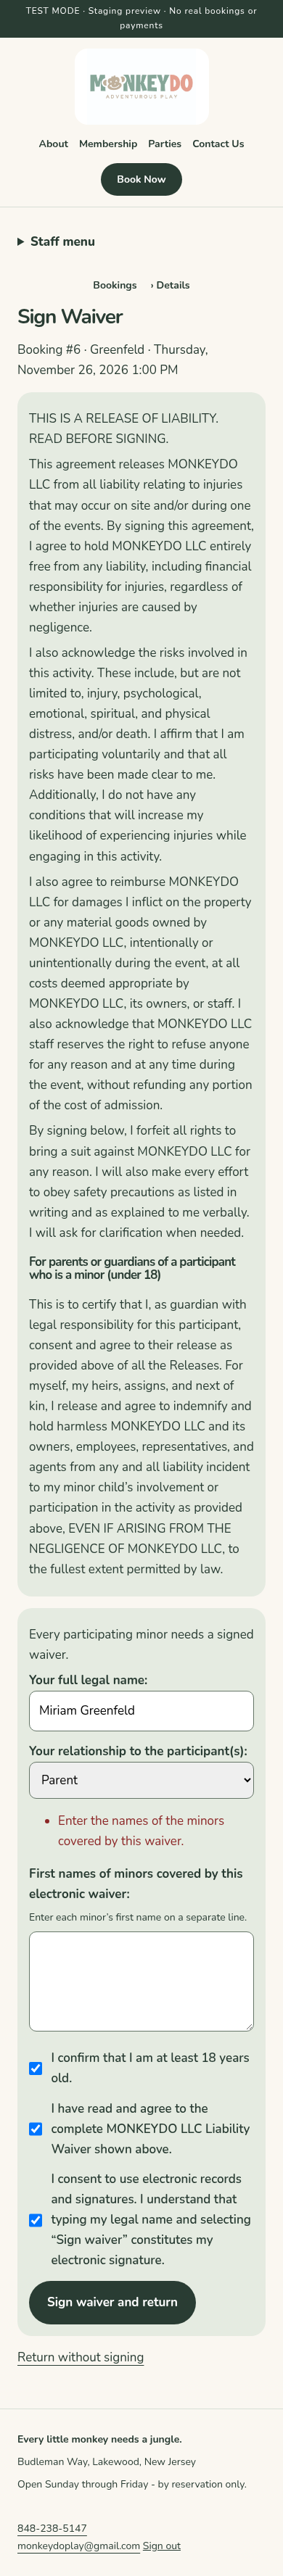 TEST MODE · Staging preview · No real bookings or
payments
MONKEYDO
ADVENTUROUS PLAY
About Membership Parties Contact Us
Book Now
Staff menu
Bookings › Details
Sign Waiver
Booking #6 · Greenfeld · Thursday,
November 26, 2026 1:00 PM
THIS IS A RELEASE OF LIABILITY.
READ BEFORE SIGNING.
This agreement releases MONKEYDO
LLC from all liability relating to injuries
that may occur on site and/or during one
of the events. By signing this agreement,
I agree to hold MONKEYDO LLC entirely
free from any liability, including financial
responsibility for injuries, regardless of
whether injuries are caused by
negligence.
I also acknowledge the risks involved in
this activity. These include, but are not
limited to, injury, psychological,
emotional, spiritual, and physical
distress, and/or death. I affirm that I am
participating voluntarily and that all
risks have been made clear to me.
Additionally, I do not have any
conditions that will increase my
likelihood of experiencing injuries while
engaging in this activity.
I also agree to reimburse MONKEYDO
LLC for damages I inflict on the property
or any material goods owned by
MONKEYDO LLC, intentionally or
unintentionally during the event, at all
costs deemed appropriate by
MONKEYDO LLC, its owners, or staff. I
also acknowledge that MONKEYDO LLC
staff reserves the right to refuse anyone
for any reason and at any time during
the event, without refunding any portion
of the cost of admission.
By signing below, I forfeit all rights to
bring a suit against MONKEYDO LLC for
any reason. I will also make every effort
to obey safety precautions as listed in
writing and as explained to me verbally.
I will ask for clarification when needed.
For parents or guardians of a participant
who is a minor (under 18)
This is to certify that I, as guardian with
legal responsibility for this participant,
consent and agree to their release as
provided above of all the Releases. For
myself, my heirs, assigns, and next of
kin, I release and agree to indemnify and
hold harmless MONKEYDO LLC and its
owners, employees, representatives, and
agents from any and all liability incident
to my minor child’s involvement or
participation in the activity as provided
above, EVEN IF ARISING FROM THE
NEGLIGENCE OF MONKEYDO LLC, to
the fullest extent permitted by law.
Every participating minor needs a signed
waiver.
Your full legal name:
Miriam Greenfeld
Your relationship to the participant(s):
Parent
• Enter the names of the minors
covered by this waiver.
First names of minors covered by this
electronic waiver:
Enter each minor’s first name on a separate line.
I confirm that I am at least 18 years
old.
I have read and agree to the
complete MONKEYDO LLC Liability
Waiver shown above.
I consent to use electronic records
and signatures. I understand that
typing my legal name and selecting
“Sign waiver” constitutes my
electronic signature.
Sign waiver and return
Return without signing
Every little monkey needs a jungle.
Budleman Way, Lakewood, New Jersey
Open Sunday through Friday - by reservation only.
848-238-5147
monkeydoplay@gmail.com Sign out